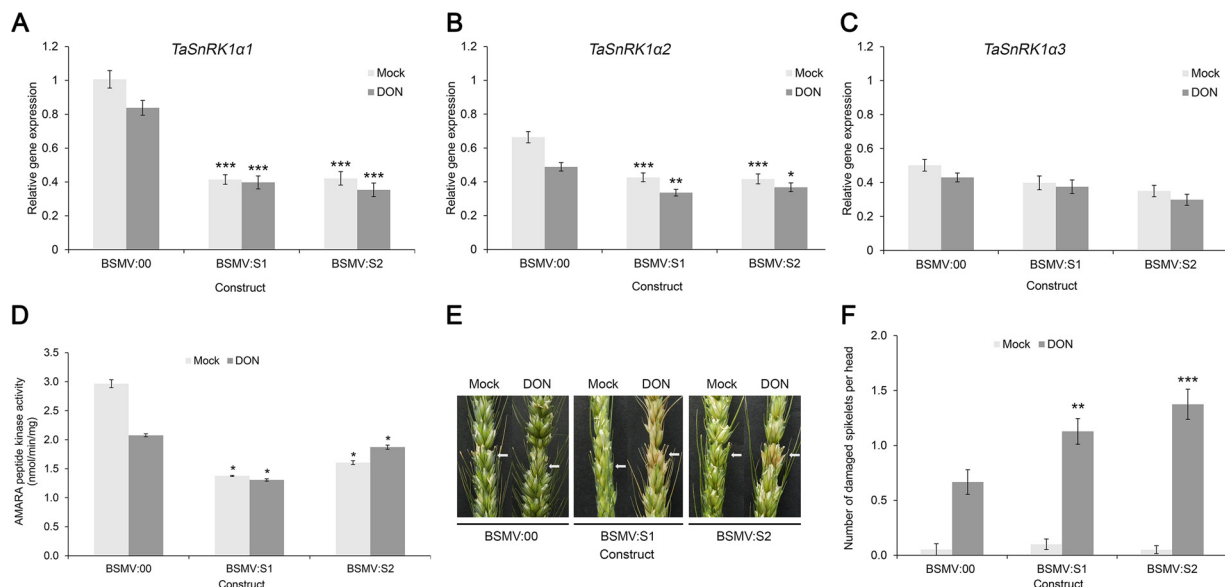 A
TaSnRK1α1
1.2
1
0.8
0.6
0.4
0.2
0
Relative gene expression
Mock
DON
***
***
***
***
BSMV:00
BSMV:S1
BSMV:S2
Construct
B
TaSnRK1α2
1.2
1
0.8
0.6
0.4
0.2
0
Relative gene expression
Mock
DON
***
**
***
*
BSMV:00
BSMV:S1
BSMV:S2
Construct
C
TaSnRK1α3
1.2
1
0.8
0.6
0.4
0.2
0
Relative gene expression
Mock
DON
BSMV:00
BSMV:S1
BSMV:S2
Construct
D
3.5
3.0
2.5
2.0
1.5
1.0
0.5
0.0
AMARA peptide kinase activity
(nmol/min/mg)
Mock
DON
*
*
*
*
BSMV:00
BSMV:S1
BSMV:S2
Construct
E
Mock DON Mock DON Mock DON
BSMV:00
BSMV:S1
BSMV:S2
Construct
F
2.0
1.5
1.0
0.5
0.0
Number of damaged spikelets per head
Mock
DON
**
***
BSMV:00
BSMV:S1
BSMV:S2
Construct